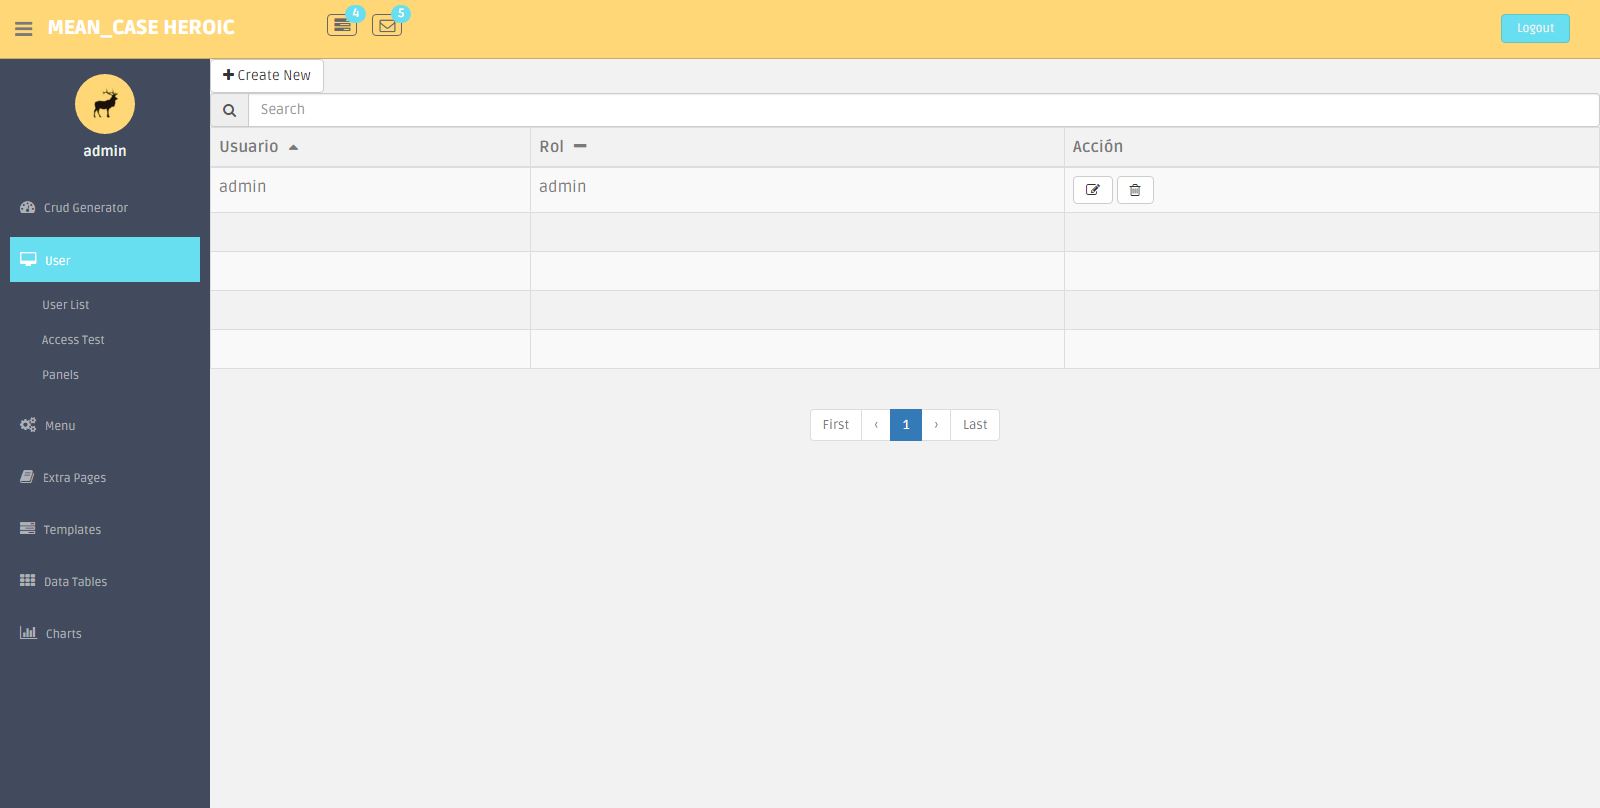 MEAN_CASE HEROIC
4
5
Logout
admin
Crud Generator
User
User List
Access Test
Panels
Menu
Extra Pages
Templates
Data Tables
Charts
Create New
Search
Usuario Rol Acción
admin admin
First ‹ 1 › Last